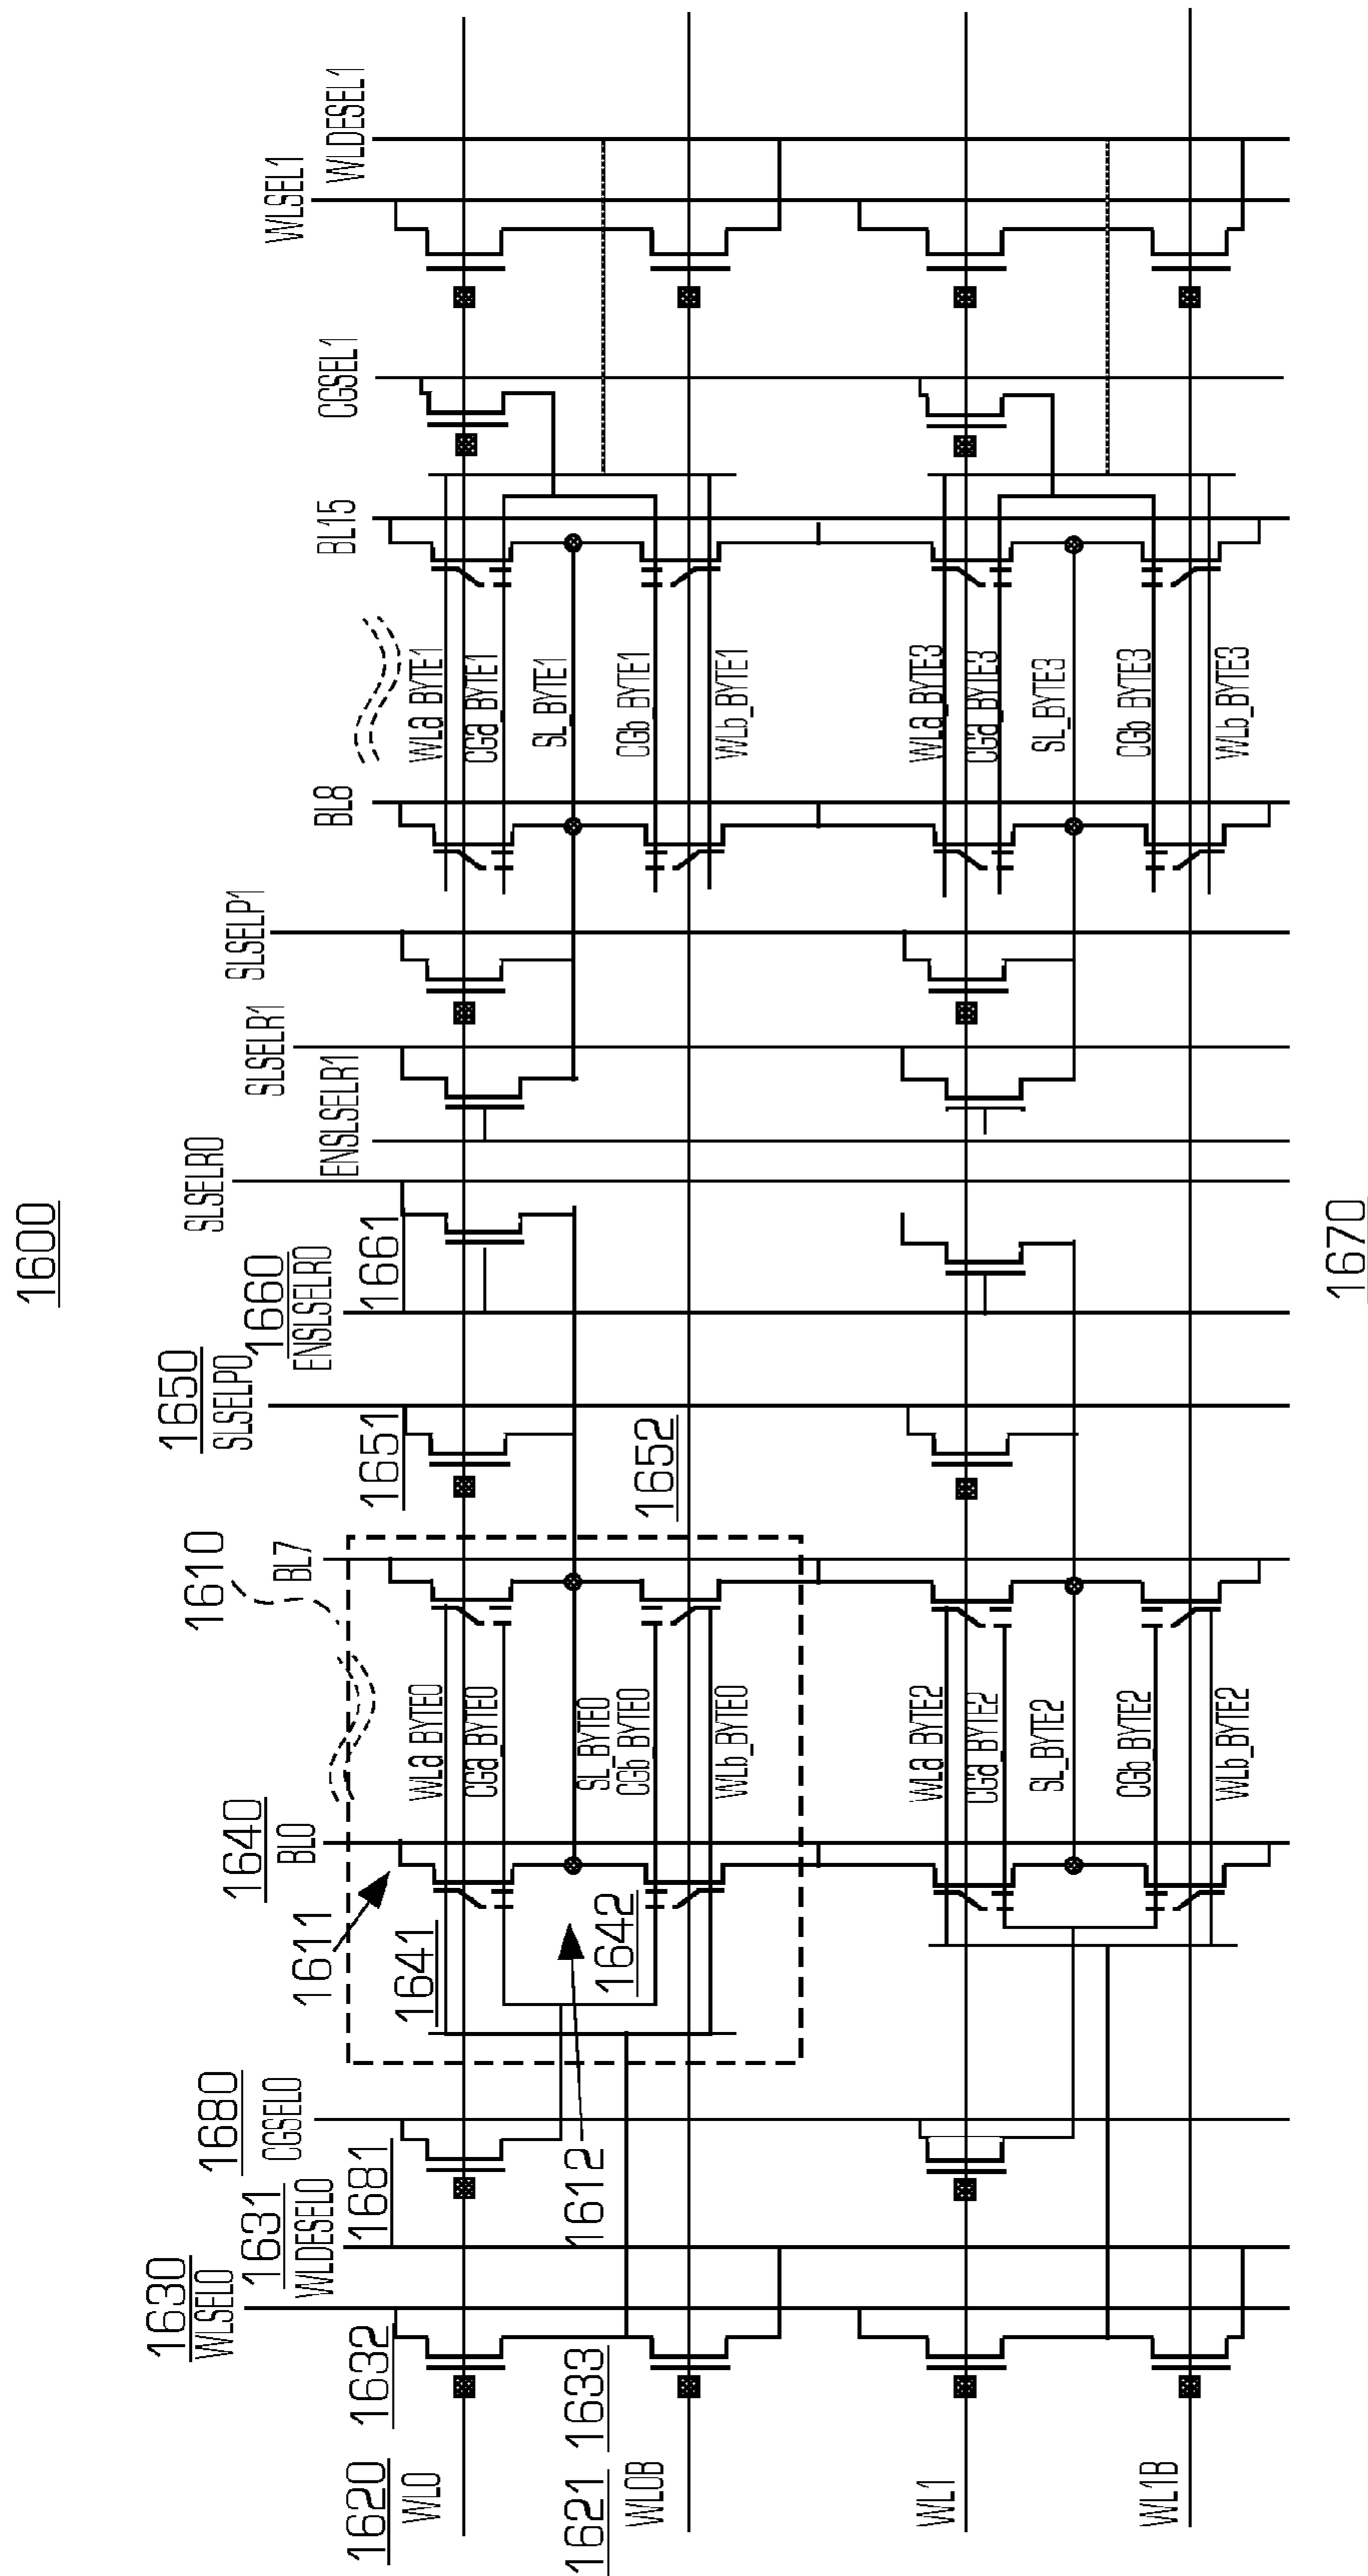 1600
1630
WLSEL0
1631
WLDESEL0
1680
CGSEL0
1640
BL0
1610
BL7
1650
SLSELP0
1660
ENSLSELR0
SLSELR0
ENSLSELR1
SLSELR1
SLSELP1
BL8
BL15
CGSEL1
WLSEL1
WLDESEL1
1620
WL0
1632
1681
1611
1641
1651
1661
WLa_BYTE0
CGa_BYTE0
SL_BYTE0
CGb_BYTE0
WLb_BYTE0
WLa_BYTE1
CGa_BYTE1
SL_BYTE1
CGb_BYTE1
WLb_BYTE1
1621
WL0B
1633
1612
1642
1652
WL1
WLa_BYTE2
CGa_BYTE2
SL_BYTE2
CGb_BYTE2
WLb_BYTE2
WLa_BYTE3
CGa_BYTE3
SL_BYTE3
CGb_BYTE3
WLb_BYTE3
WL1B
1670